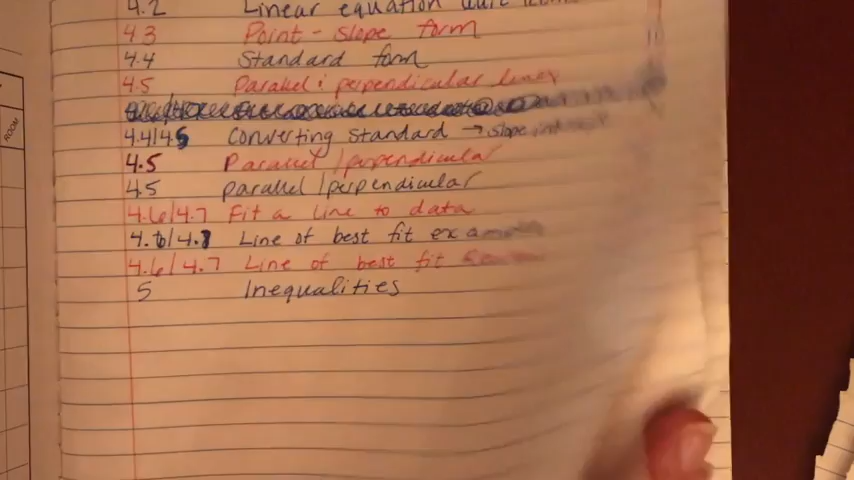 4.2 Linear equation
4.3 Point-slope form
4.4 Standard form
4.5 Parallel & perpendicular lines
4.4/4.5 Converting standard → slope
4.5 Parallel/perpendicular
4.5 parallel/perpendicular
4.6/4.7 Fit a line to data
4.6/4.7 Line of best fit
4.6/4.7 Line of best fit
5 Inequalities
ROOM